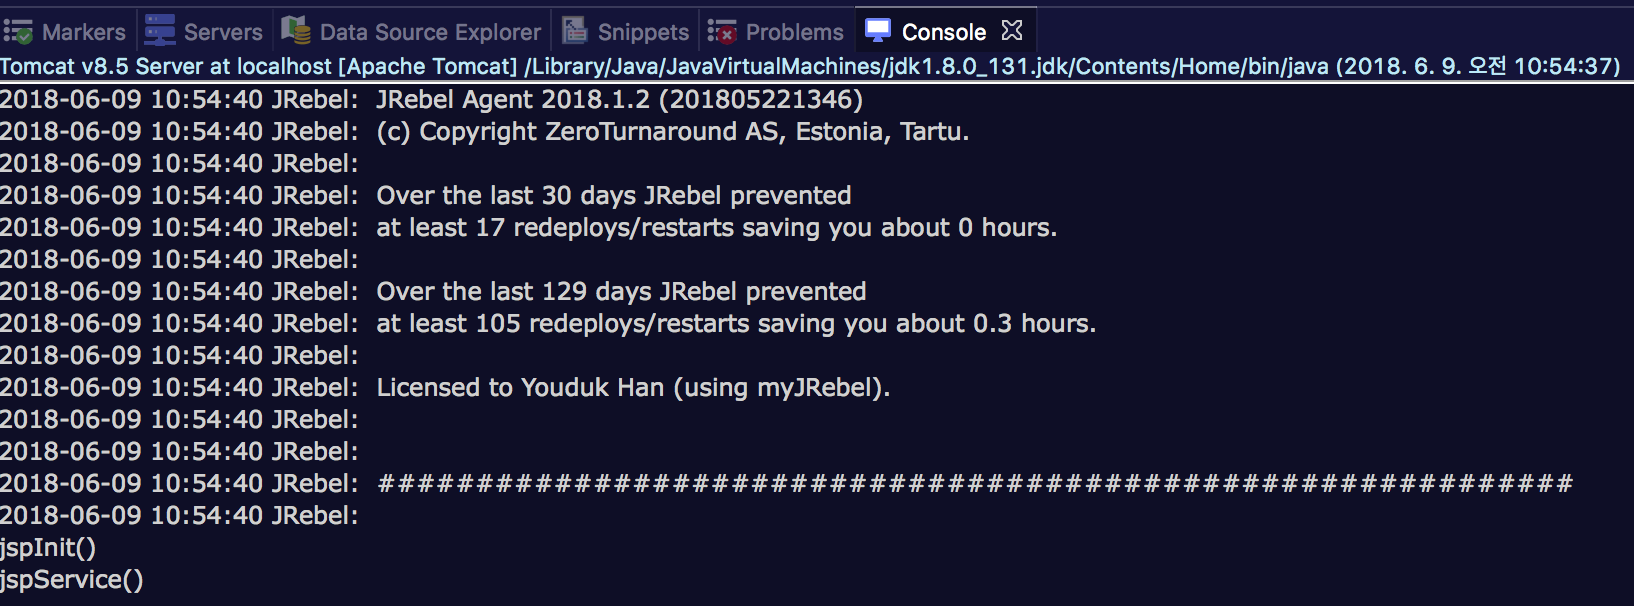 Markers Servers Data Source Explorer Snippets Problems Console
Tomcat v8.5 Server at localhost [Apache Tomcat] /Library/Java/JavaVirtualMachines/jdk1.8.0_131.jdk/Contents/Home/bin/java (2018. 6. 9. 오전 10:54:37)
2018-06-09 10:54:40 JRebel:  JRebel Agent 2018.1.2 (201805221346)
2018-06-09 10:54:40 JRebel:  (c) Copyright ZeroTurnaround AS, Estonia, Tartu.
2018-06-09 10:54:40 JRebel:
2018-06-09 10:54:40 JRebel:  Over the last 30 days JRebel prevented
2018-06-09 10:54:40 JRebel:  at least 17 redeploys/restarts saving you about 0 hours.
2018-06-09 10:54:40 JRebel:
2018-06-09 10:54:40 JRebel:  Over the last 129 days JRebel prevented
2018-06-09 10:54:40 JRebel:  at least 105 redeploys/restarts saving you about 0.3 hours.
2018-06-09 10:54:40 JRebel:
2018-06-09 10:54:40 JRebel:  Licensed to Youduk Han (using myJRebel).
2018-06-09 10:54:40 JRebel:
2018-06-09 10:54:40 JRebel:
2018-06-09 10:54:40 JRebel:  #############################################################
2018-06-09 10:54:40 JRebel:
jspInit()
jspService()